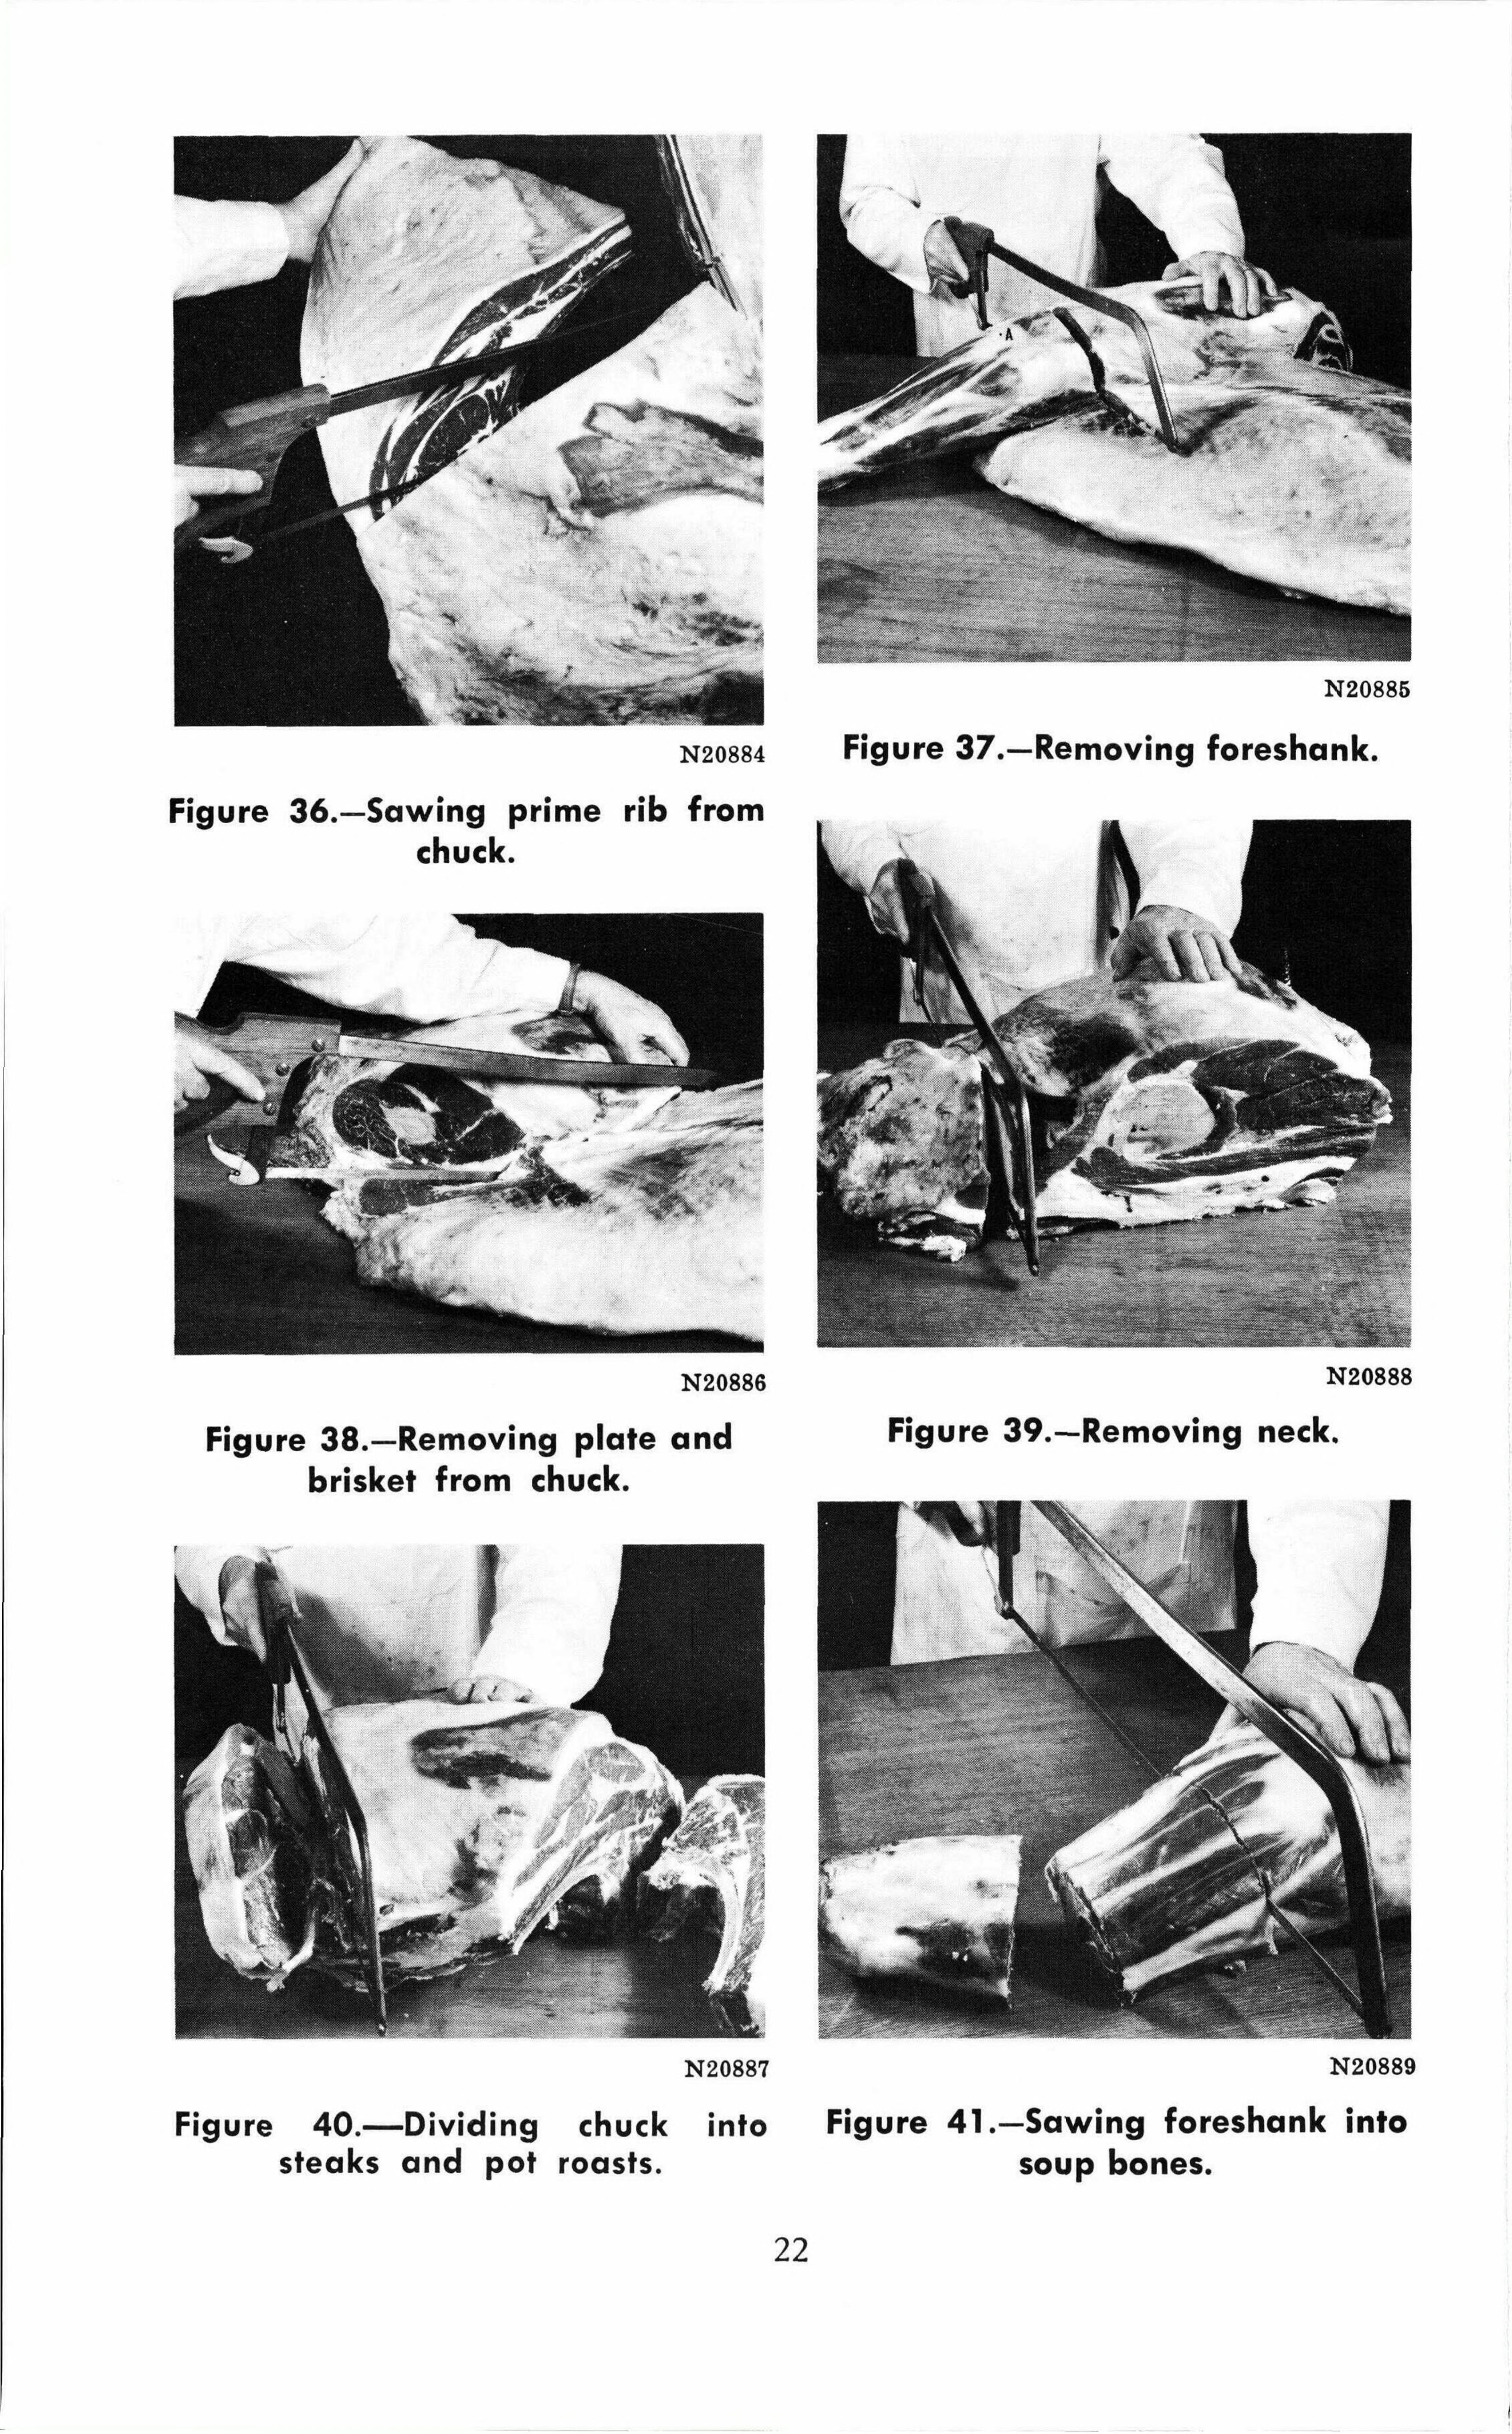 N20884
Figure 36.—Sawing prime rib from
chuck.
A
N20885
Figure 37.—Removing foreshank.
N20886
Figure 38.—Removing plate and
brisket from chuck.
N20888
Figure 39.—Removing neck.
N20887
Figure 40.—Dividing chuck into
steaks and pot roasts.
N20889
Figure 41.—Sawing foreshank into
soup bones.
22